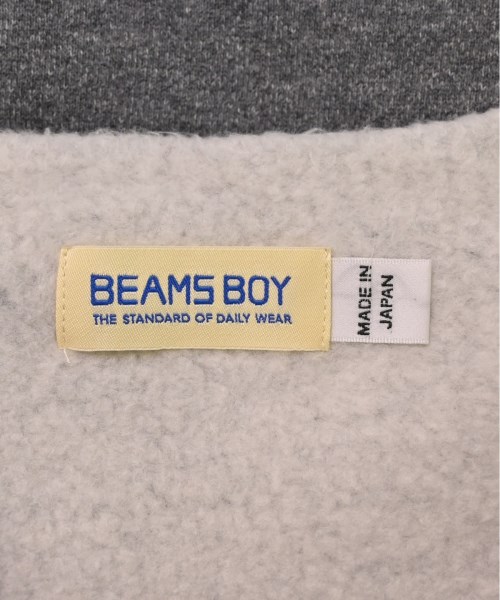 BEAMS BOY
THE STANDARD OF DAILY WEAR
MADE IN
JAPAN